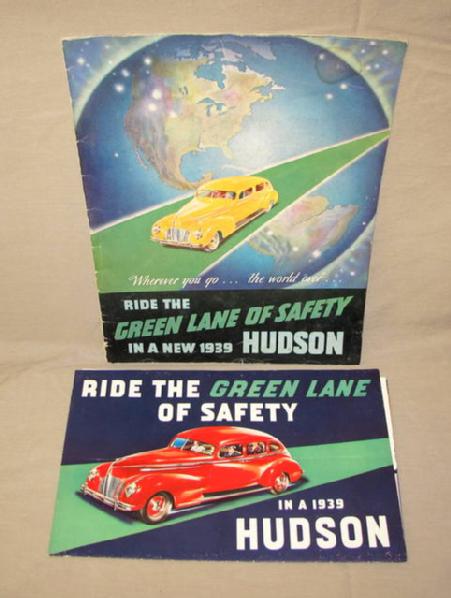 Wherever you go... the world over...
RIDE THE
GREEN LANE OF SAFETY
IN A NEW 1939 HUDSON
RIDE THE GREEN LANE
OF SAFETY
IN A 1939
HUDSON